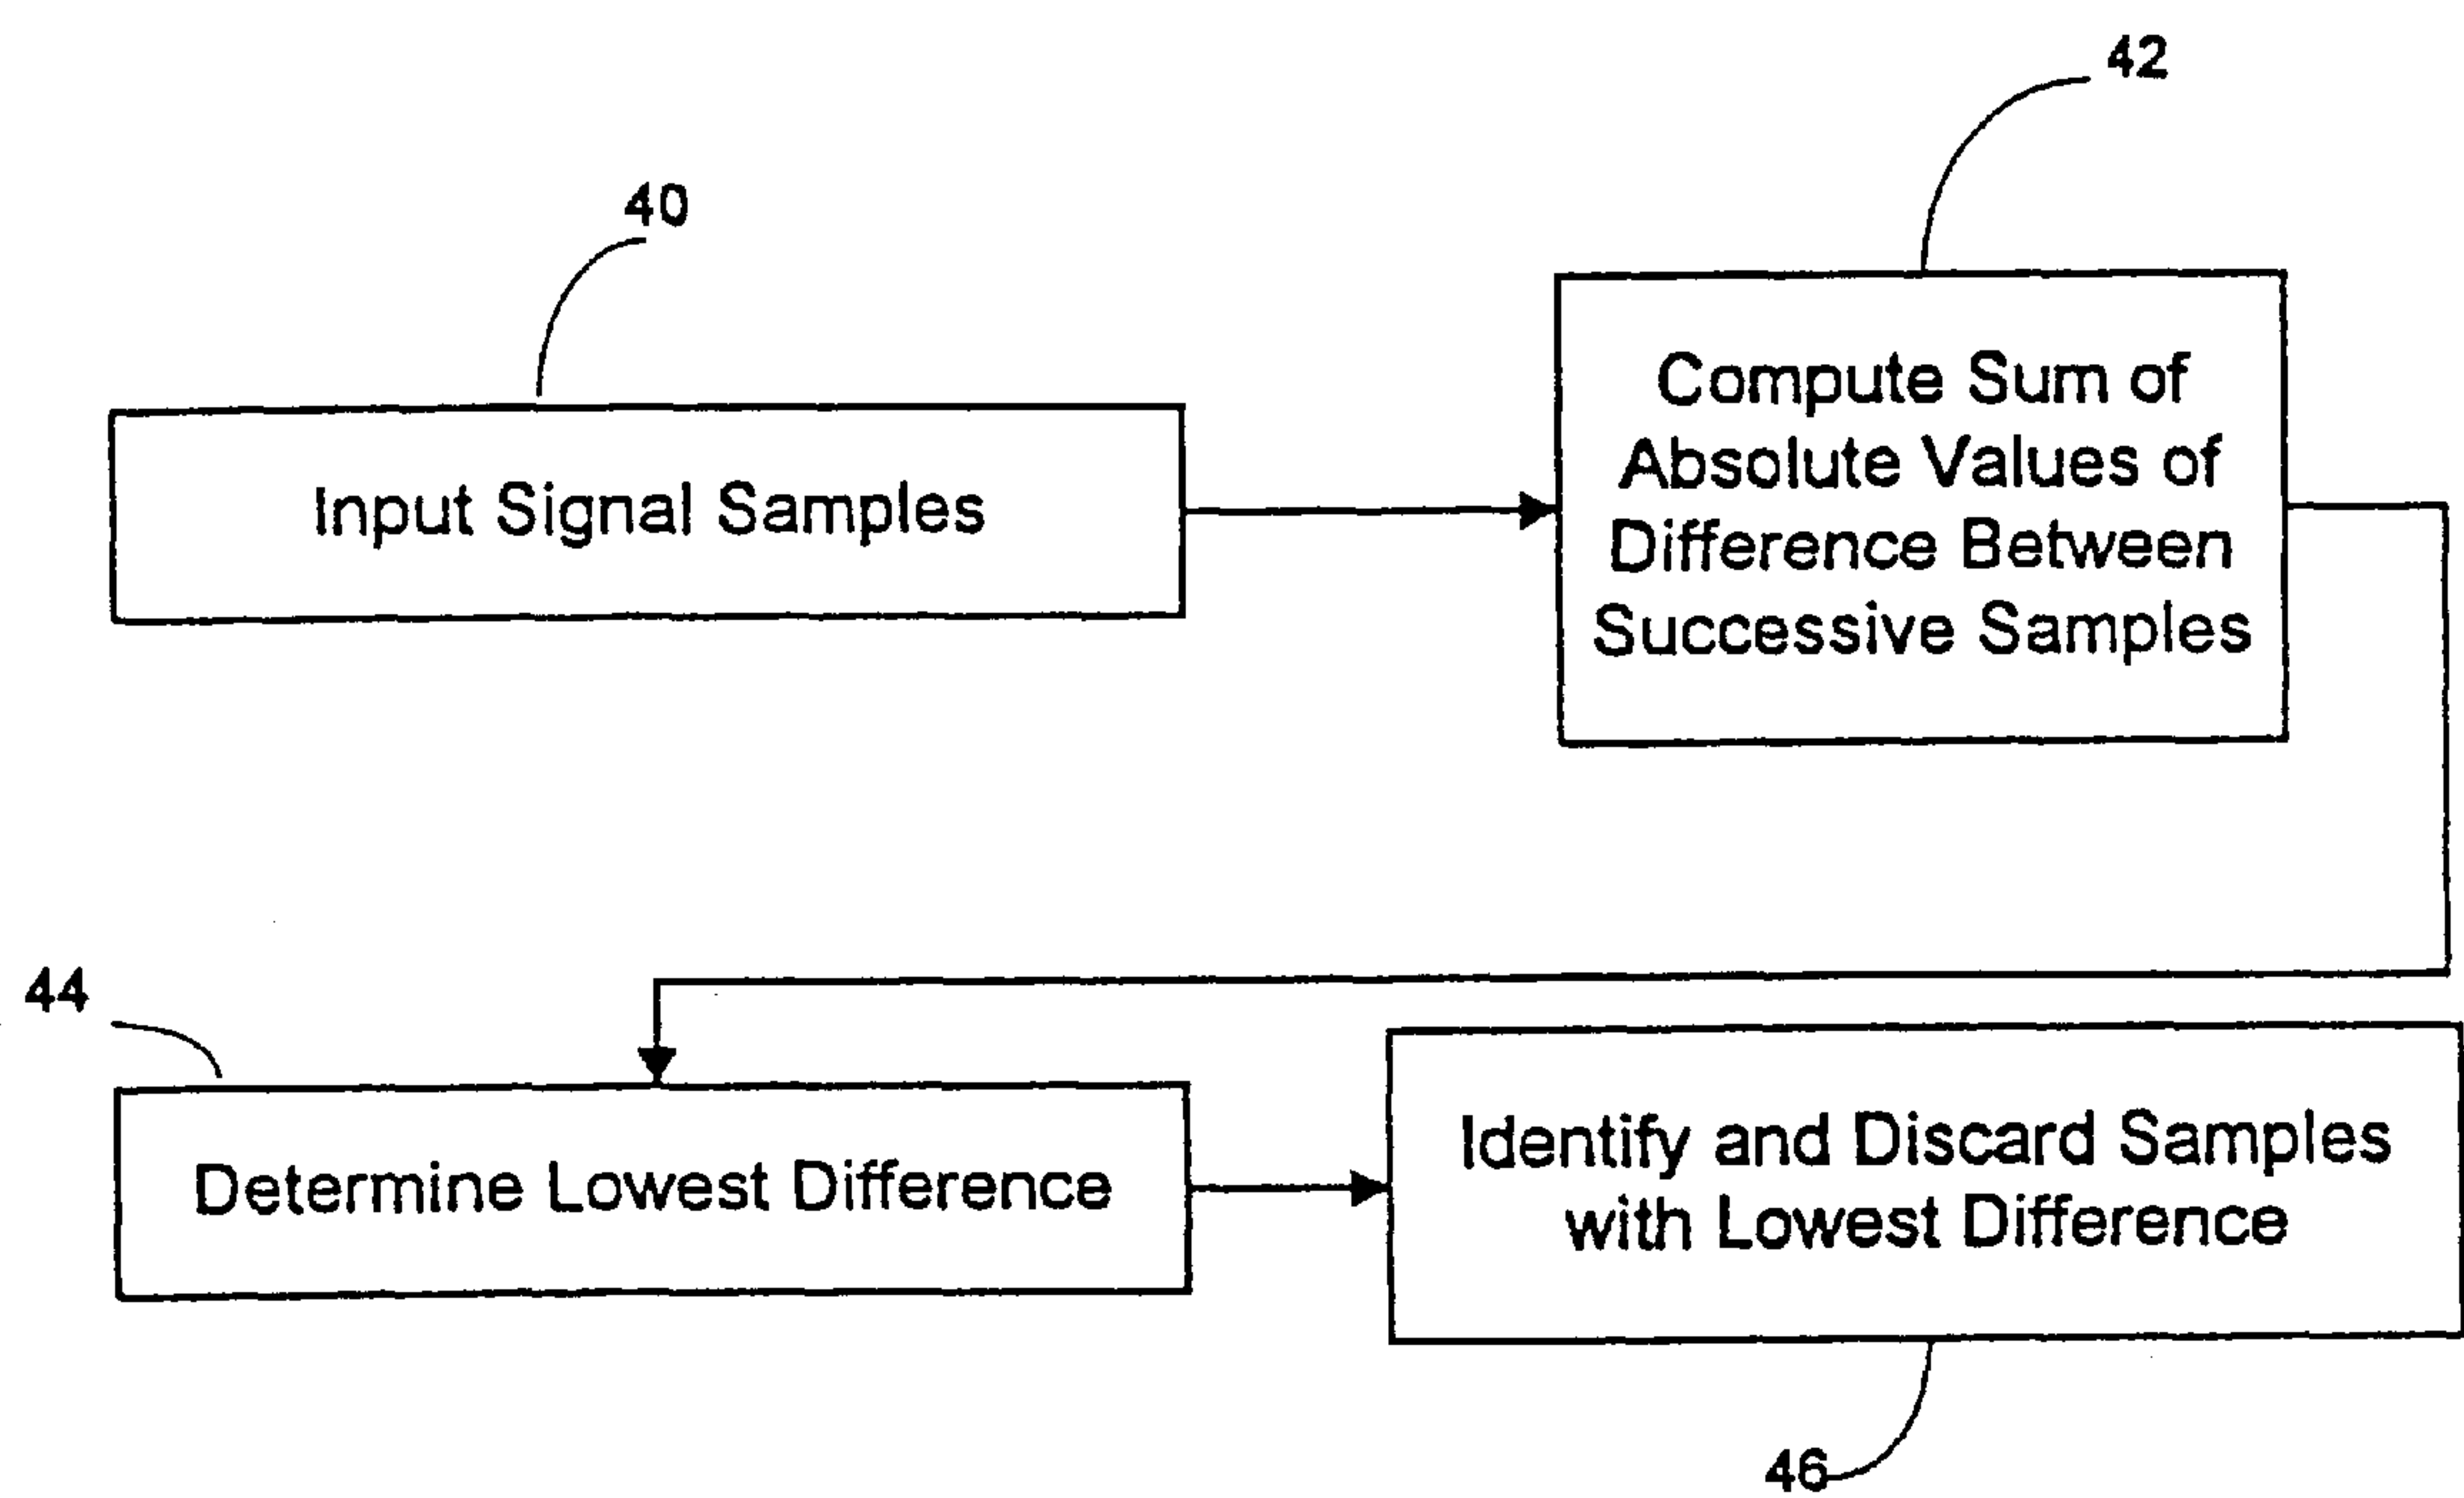 42
40
Input Signal Samples
Compute Sum of
Absolute Values of
Difference Between
Successive Samples
44
Determine Lowest Difference
Identify and Discard Samples
with Lowest Difference
46